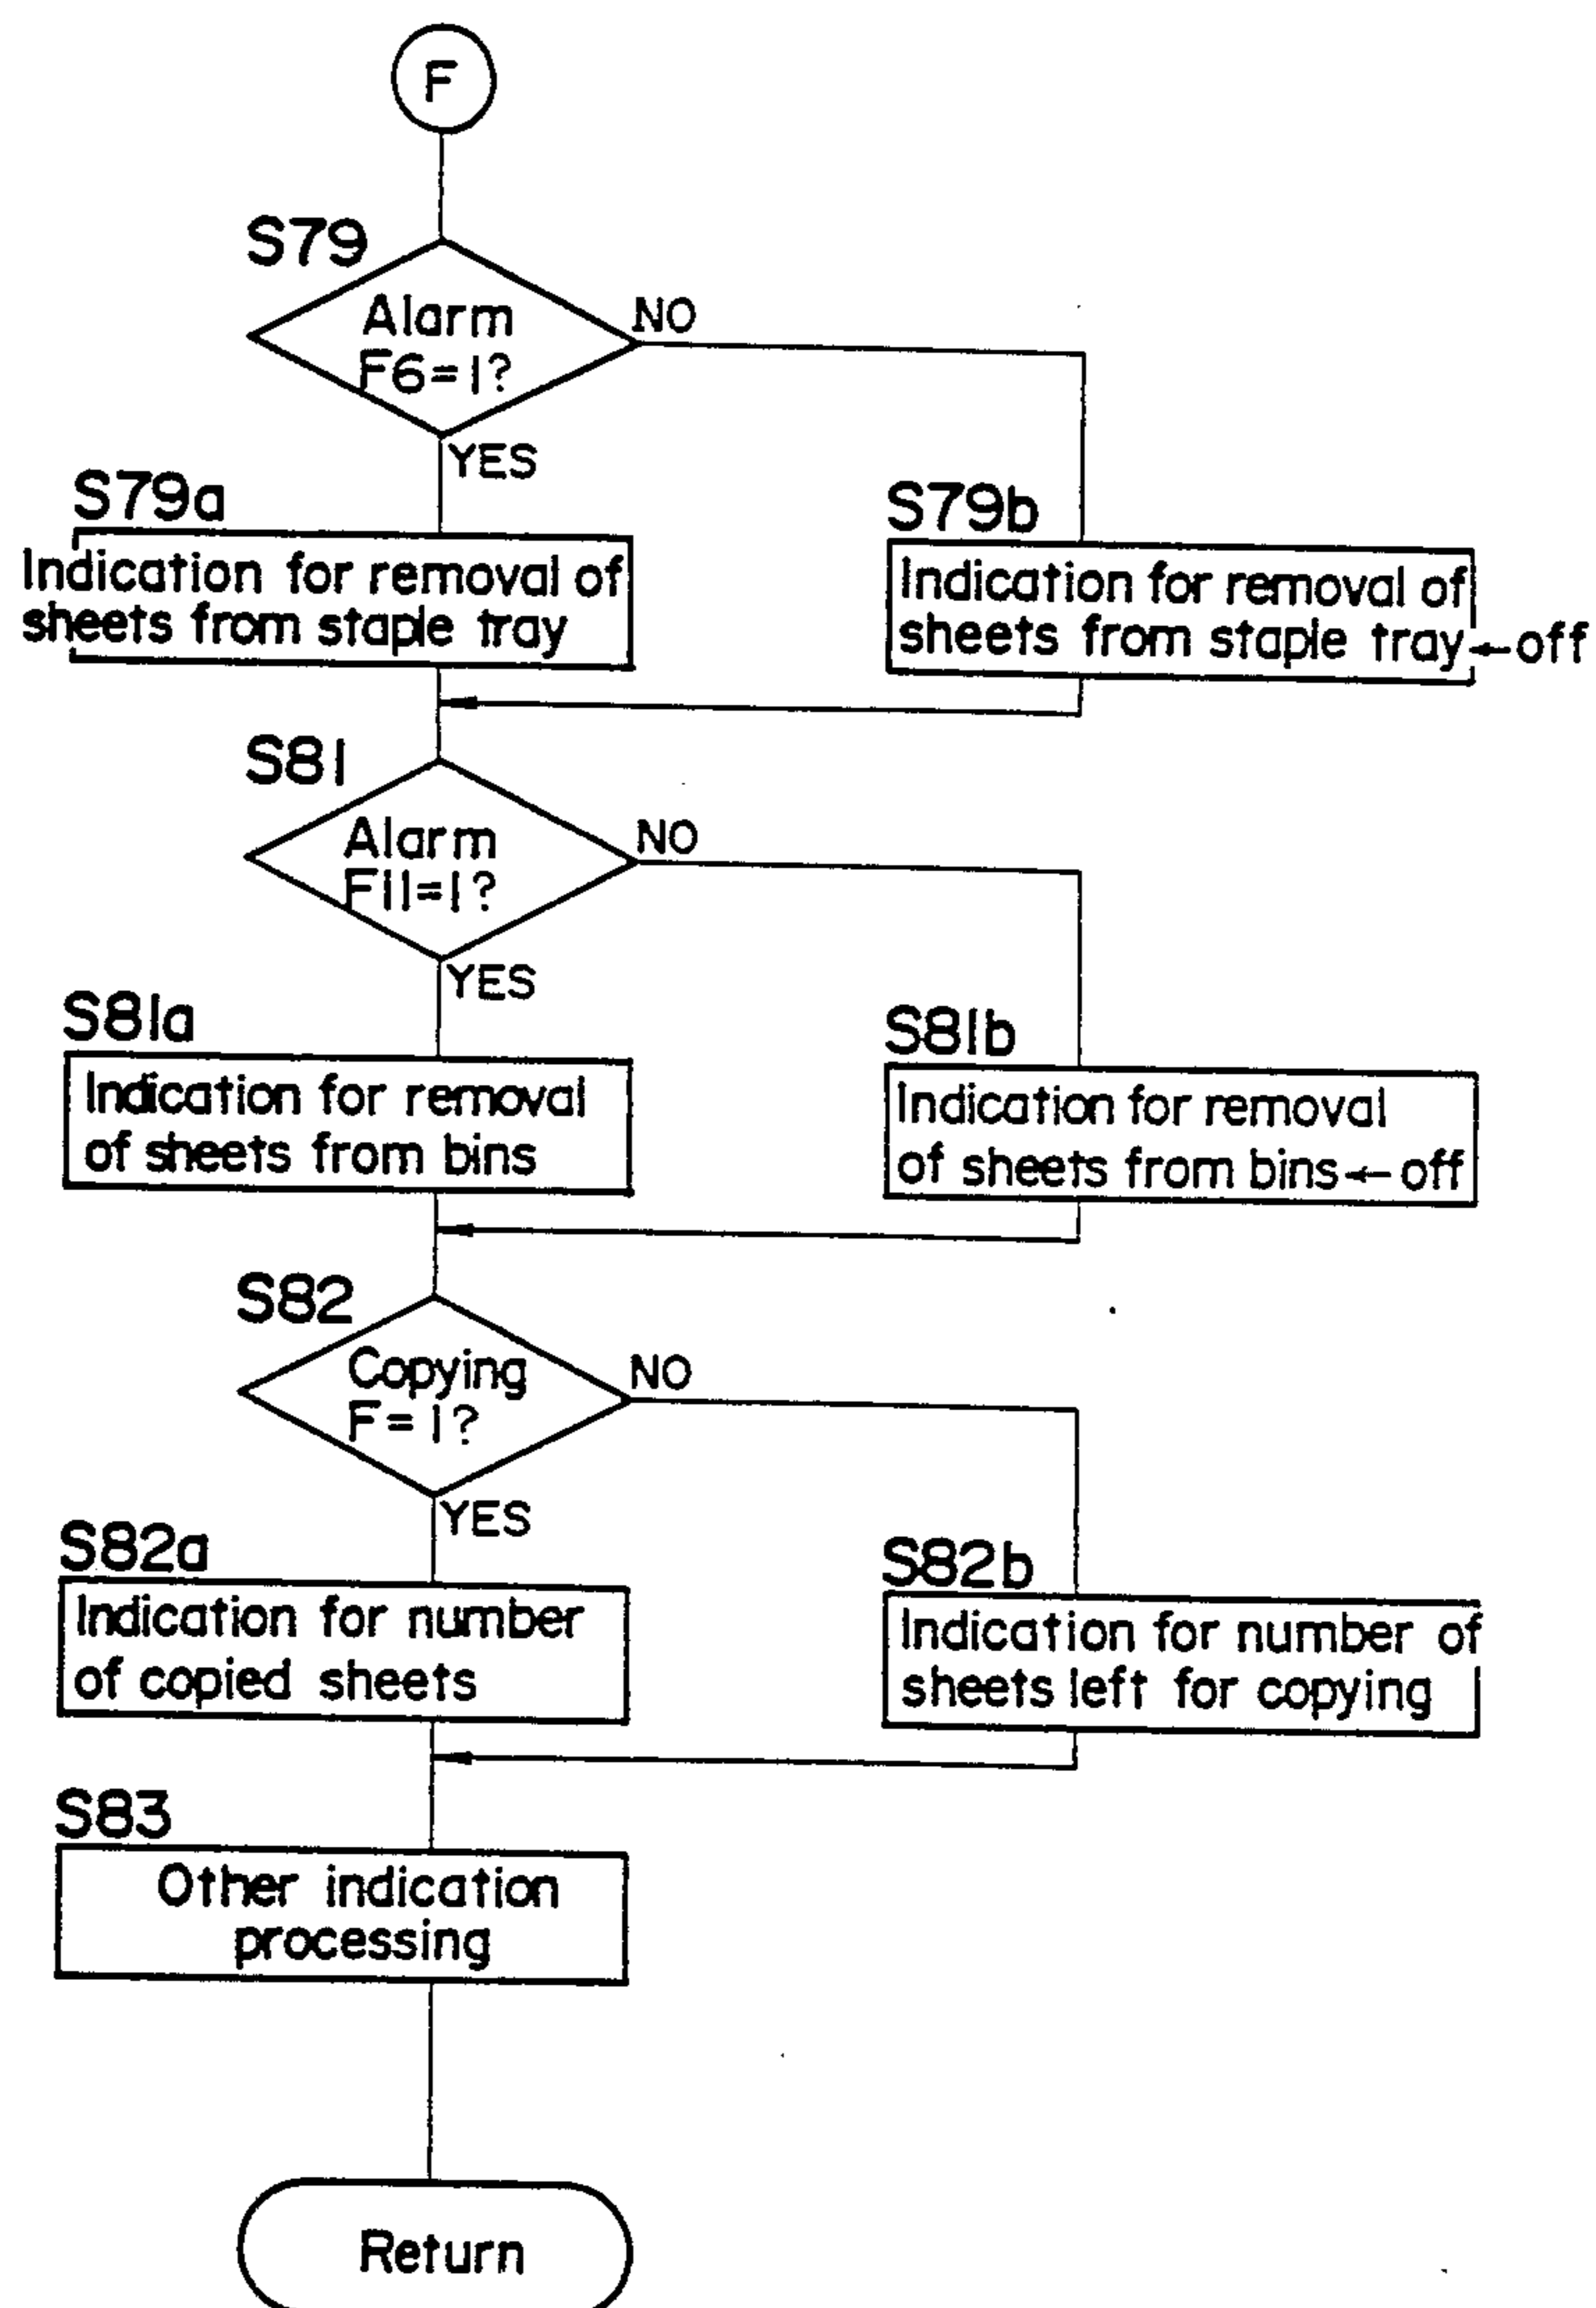 F
S79
Alarm
F6=1?
NO
YES
S79a
Indication for removal of
sheets from staple tray
S79b
Indication for removal of
sheets from staple tray←off
S81
Alarm
F11=1?
NO
YES
S81a
Indication for removal
of sheets from bins
S81b
Indication for removal
of sheets from bins←off
S82
Copying
F=1?
NO
YES
S82a
Indication for number
of copied sheets
S82b
Indication for number of
sheets left for copying
S83
Other indication
processing
Return